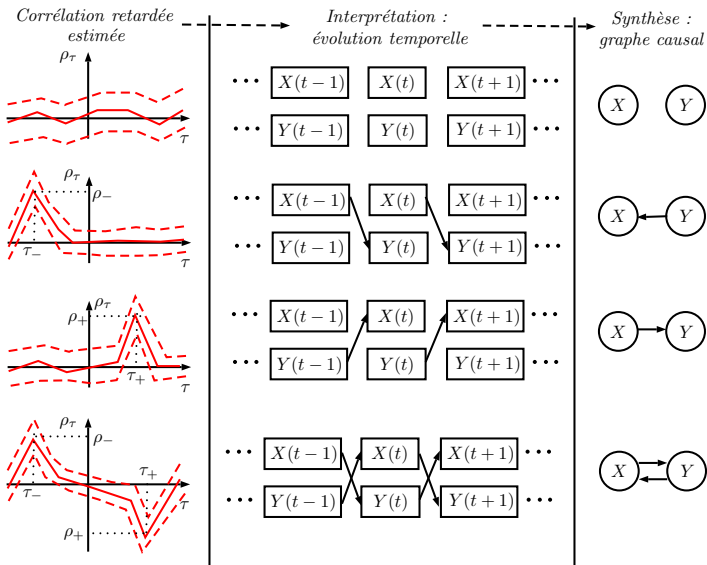 Corrélation retardée
estimée
Interprétation :
évolution temporelle
Synthèse :
graphe causal
ρτ
τ
··· X(t−1) X(t) X(t+1) ···
··· Y(t−1) Y(t) Y(t+1) ···
X Y
ρτ
ρ−
τ−
τ
··· X(t−1) X(t) X(t+1) ···
··· Y(t−1) Y(t) Y(t+1) ···
X Y
ρτ
ρ+
τ+
τ
··· X(t−1) X(t) X(t+1) ···
··· Y(t−1) Y(t) Y(t+1) ···
X Y
ρτ
ρ−
τ−
τ+
τ
ρ+
··· X(t−1) X(t) X(t+1) ···
··· Y(t−1) Y(t) Y(t+1) ···
X Y